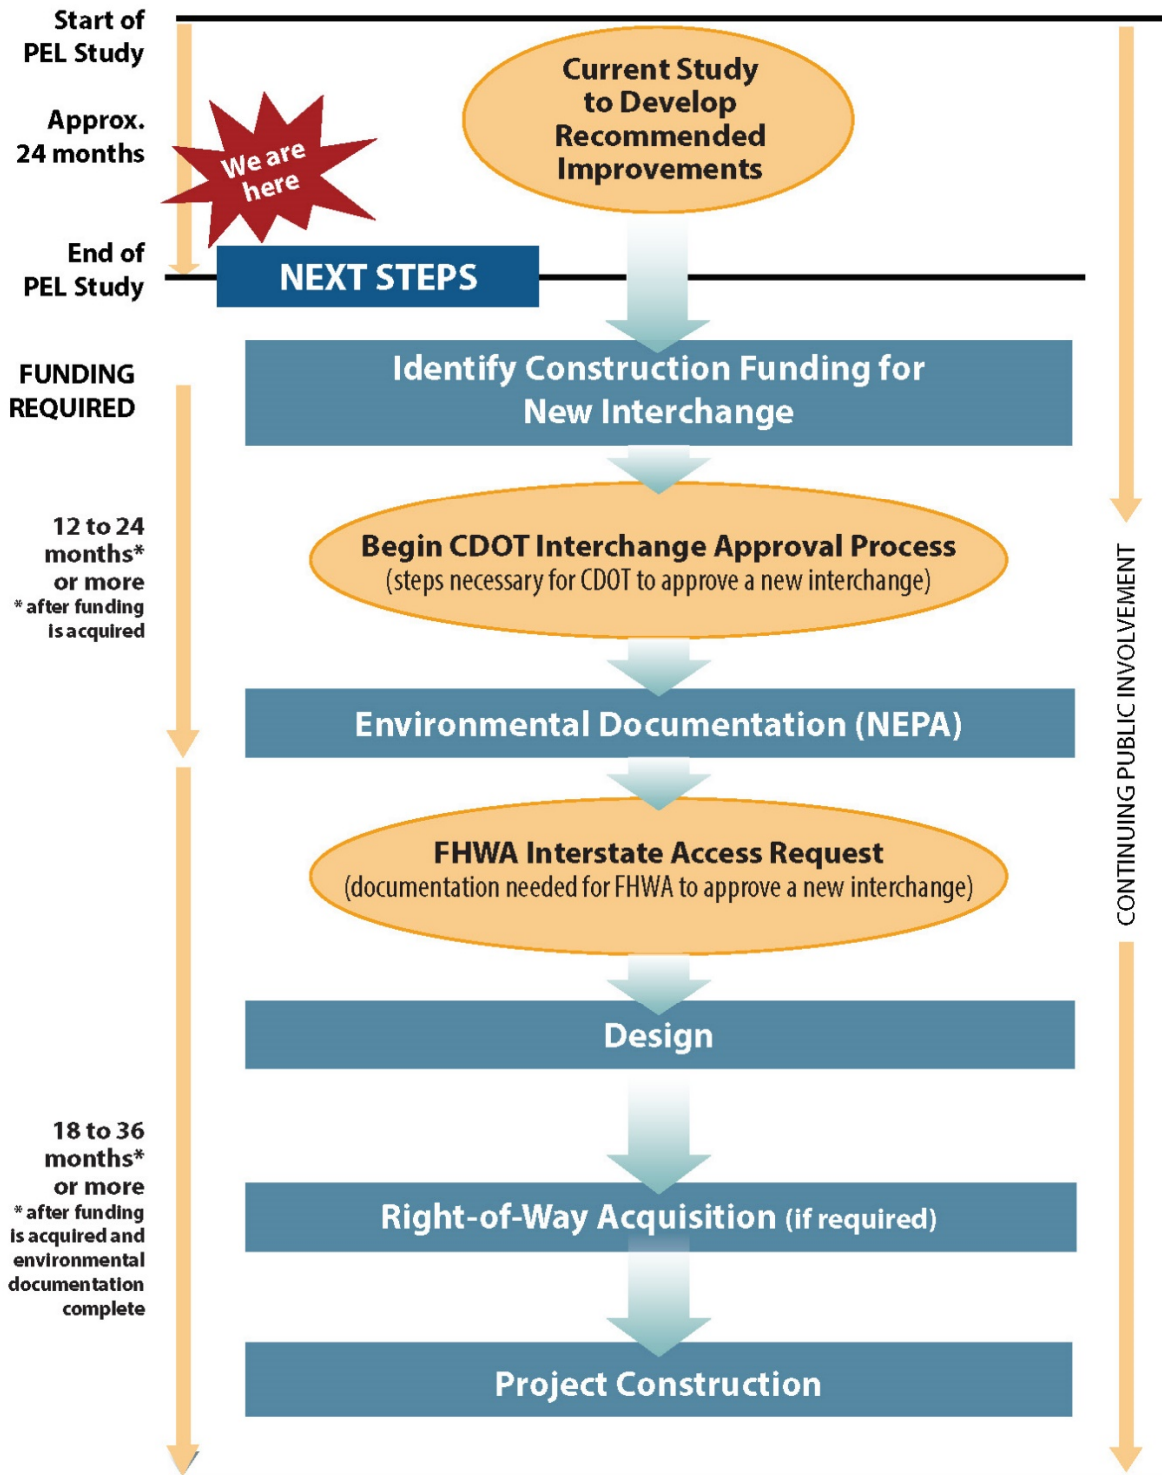 Start of
PEL Study
Current Study
to Develop
Recommended
Improvements
Approx.
24 months
We are
here
End of
PEL Study
NEXT STEPS
FUNDING
REQUIRED
Identify Construction Funding for
New Interchange
12 to 24
months*
or more
* after funding
is acquired
Begin CDOT Interchange Approval Process
(steps necessary for CDOT to approve a new interchange)
Environmental Documentation (NEPA)
CONTINUING PUBLIC INVOLVEMENT
FHWA Interstate Access Request
(documentation needed for FHWA to approve a new interchange)
Design
18 to 36
months*
or more
* after funding
is acquired and
environmental
documentation
complete
Right-of-Way Acquisition (if required)
Project Construction